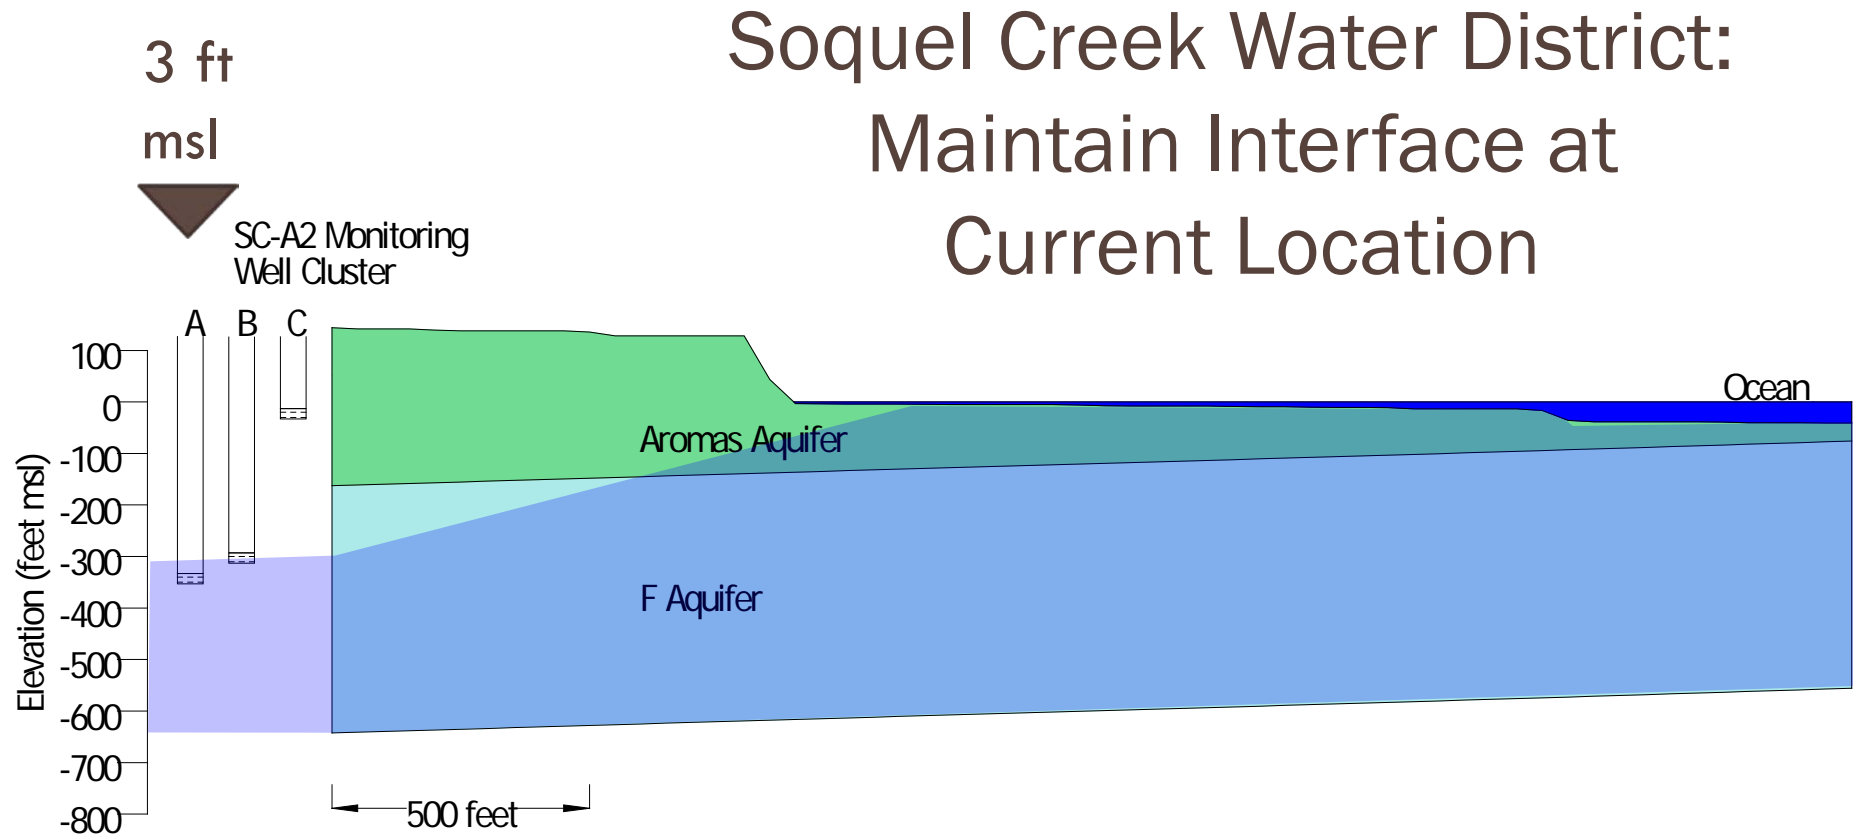 Soquel Creek Water District:
Maintain Interface at
Current Location
3 ft
msl
SC-A2 Monitoring
Well Cluster
A B C
100
0
-100
-200
-300
-400
-500
-600
-700
-800
Elevation (feet msl)
Ocean
Aromas Aquifer
F Aquifer
500 feet